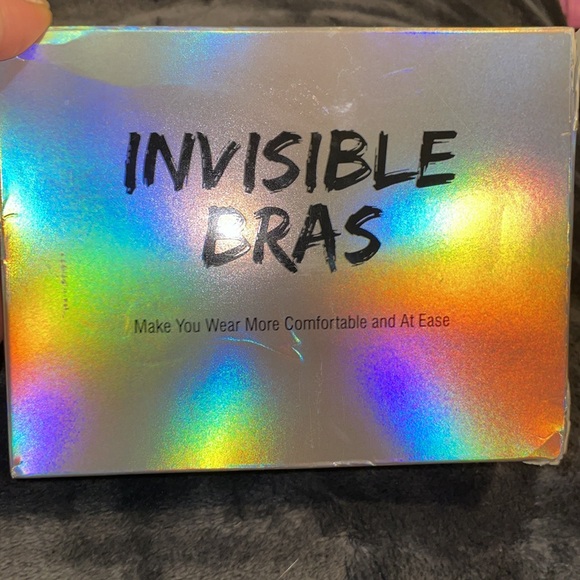 INVISIBLE
BRAS
Make You Wear More Comfortable and At Ease